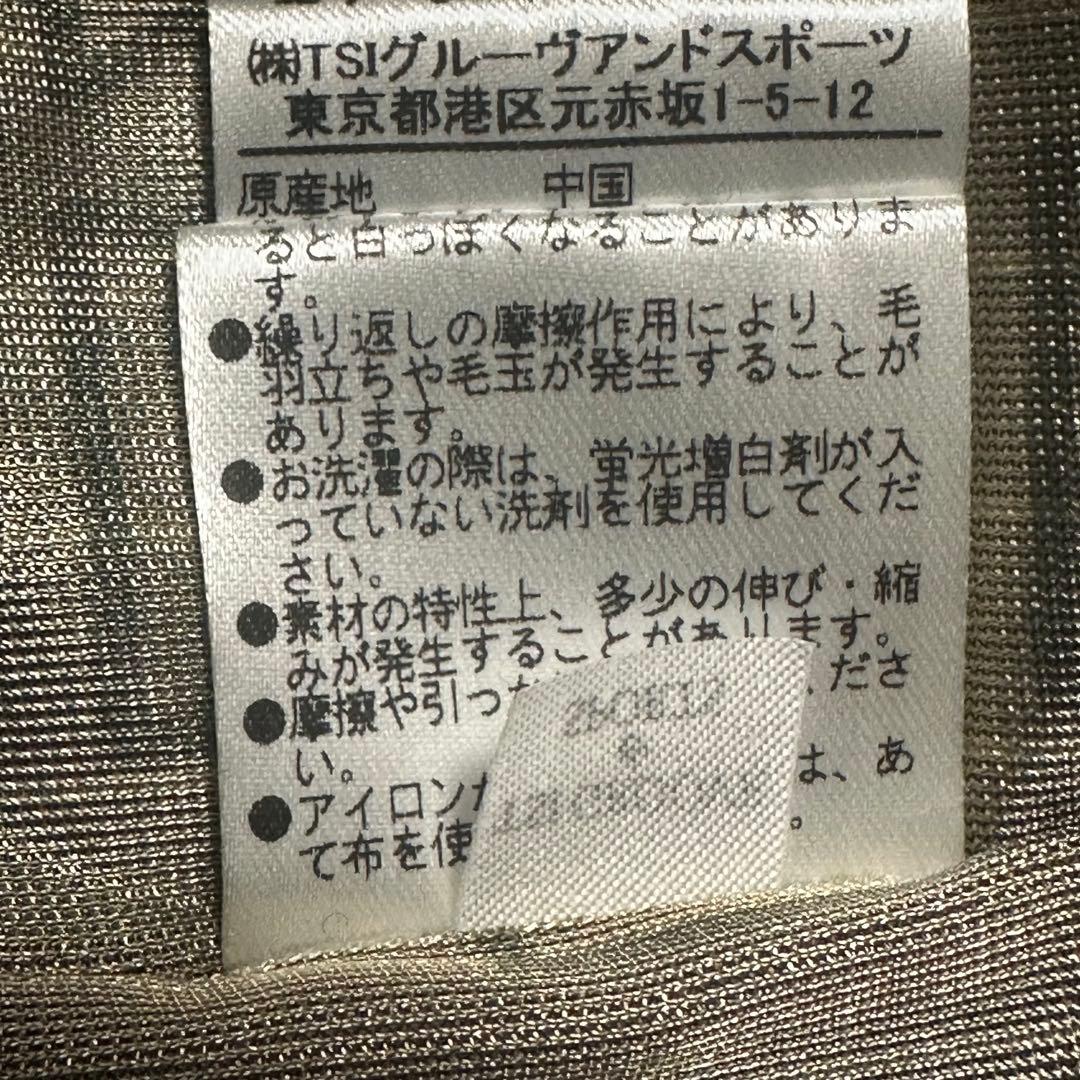 ㈱TSIグルーヴアンドスポーツ
東京都港区元赤坂1-5-12
原産地 中国
ると白っぽくなることがありま
す。
●繰り返しの摩擦作用により、毛
羽立ちや毛玉が発生することが
あります。
●お洗濯の際は、蛍光増白剤が入
っていない洗剤を使用してくだ
さい。
●素材の特性上、多少の伸び・縮
みが発生することがあります。
●摩擦や引っ ください
い。
●アイロン は、あ
て布を使 。